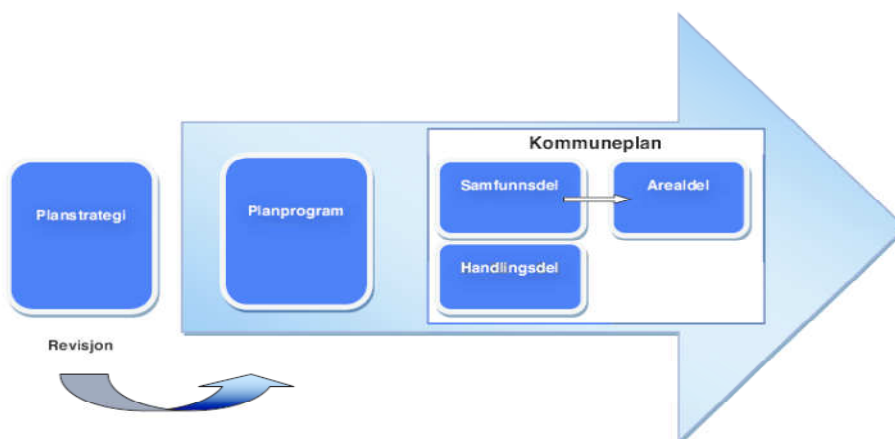 Kommuneplan
Planstrategi
Planprogram
Samfunnsdel
Arealdel
Handlingsdel
Revisjon